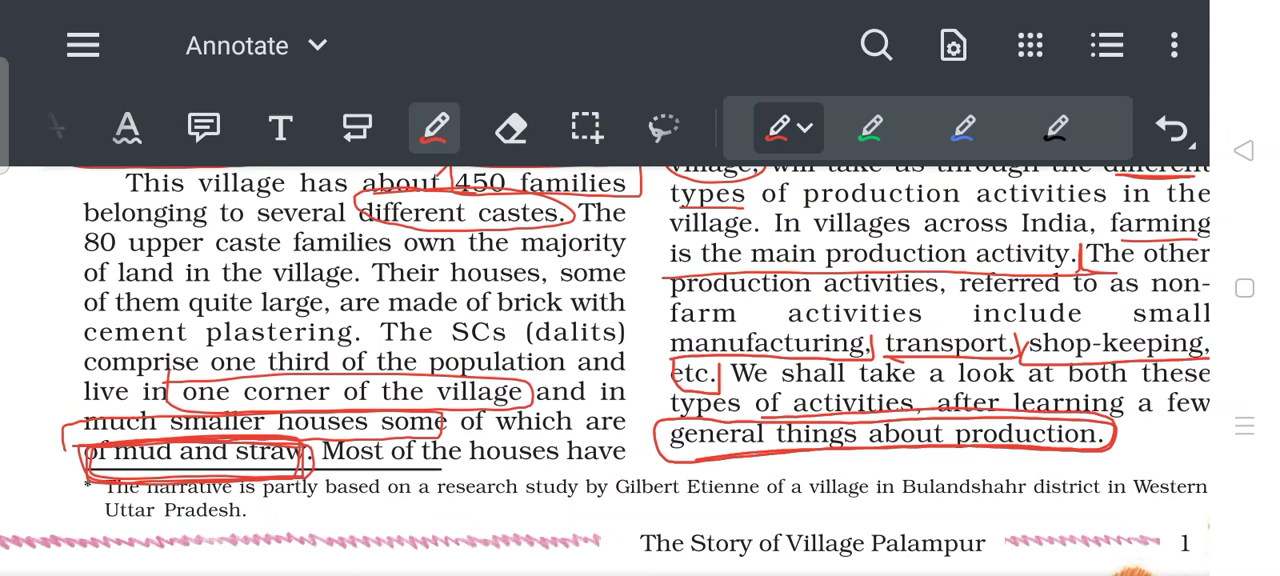 Annotate
This village has about 450 families
belonging to several different castes. The
80 upper caste families own the majority
of land in the village. Their houses, some
of them quite large, are made of brick with
cement plastering. The SCs (dalits)
comprise one third of the population and
live in one corner of the village and in
much smaller houses some of which are
of mud and straw. Most of the houses have
village, will take us through the different
types of production activities in the
village. In villages across India, farming
is the main production activity. The other
production activities, referred to as non-
farm activities include small
manufacturing, transport, shop-keeping,
etc. We shall take a look at both these
types of activities, after learning a few
general things about production.
* The narrative is partly based on a research study by Gilbert Etienne of a village in Bulandshahr district in Western
Uttar Pradesh.
The Story of Village Palampur 1